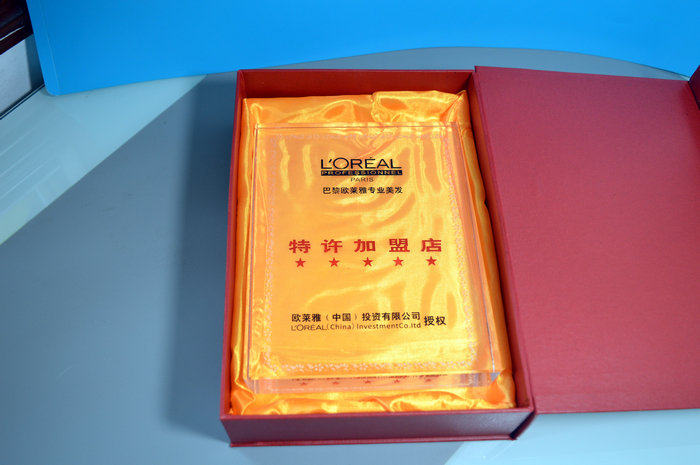 L'ORÉAL
PROFESSIONNEL
PARIS
巴黎欧莱雅专业美发
特许加盟店
★ ★ ★ ★ ★
欧莱雅（中国）投资有限公司
L'ORÉAL(China)InvestmentCo.ltd 授权